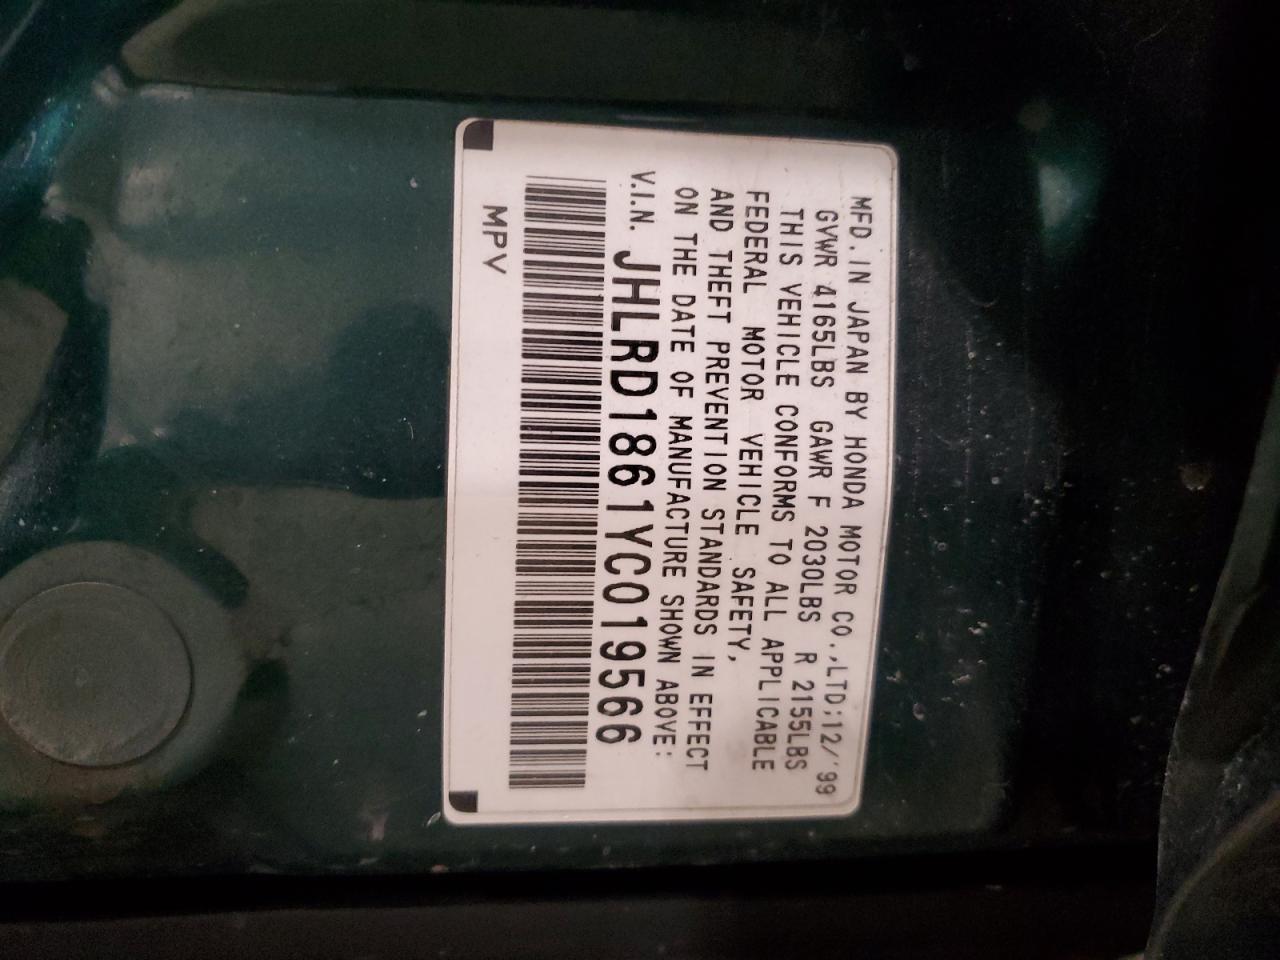 MFD. IN JAPAN BY HONDA MOTOR CO.,LTD:12/'99
GVWR 4165LBS GAWR F 2030LBS R 2155LBS
THIS VEHICLE CONFORMS TO ALL APPLICABLE
FEDERAL MOTOR VEHICLE SAFETY,
AND THEFT PREVENTION STANDARDS IN EFFECT
ON THE DATE OF MANUFACTURE SHOWN ABOVE:
V.I.N. JHLRD1861YC019566
MPV